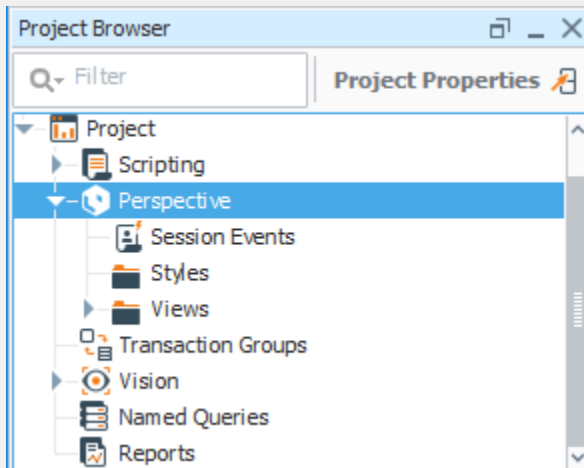 Project Browser
Filter
Project Properties
Project
Scripting
Perspective
Session Events
Styles
Views
Transaction Groups
Vision
Named Queries
Reports